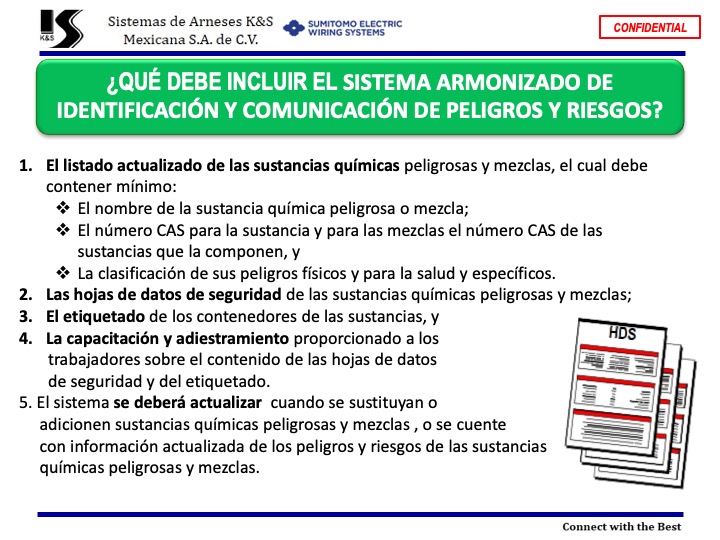 K&S
Sistemas de Arneses K&S
Mexicana S.A. de C.V.
SUMITOMO ELECTRIC
WIRING SYSTEMS
CONFIDENTIAL
¿QUÉ DEBE INCLUIR EL SISTEMA ARMONIZADO DE
IDENTIFICACIÓN Y COMUNICACIÓN DE PELIGROS Y RIESGOS?
1. El listado actualizado de las sustancias químicas peligrosas y mezclas, el cual debe
contener mínimo:
❖ El nombre de la sustancia química peligrosa o mezcla;
❖ El número CAS para la sustancia y para las mezclas el número CAS de las
sustancias que la componen, y
❖ La clasificación de sus peligros físicos y para la salud y específicos.
2. Las hojas de datos de seguridad de las sustancias químicas peligrosas y mezclas;
3. El etiquetado de los contenedores de las sustancias, y
4. La capacitación y adiestramiento proporcionado a los
trabajadores sobre el contenido de las hojas de datos
de seguridad y del etiquetado.
5. El sistema se deberá actualizar cuando se sustituyan o
adicionen sustancias químicas peligrosas y mezclas , o se cuente
con información actualizada de los peligros y riesgos de las sustancias
químicas peligrosas y mezclas.
HDS
Connect with the Best